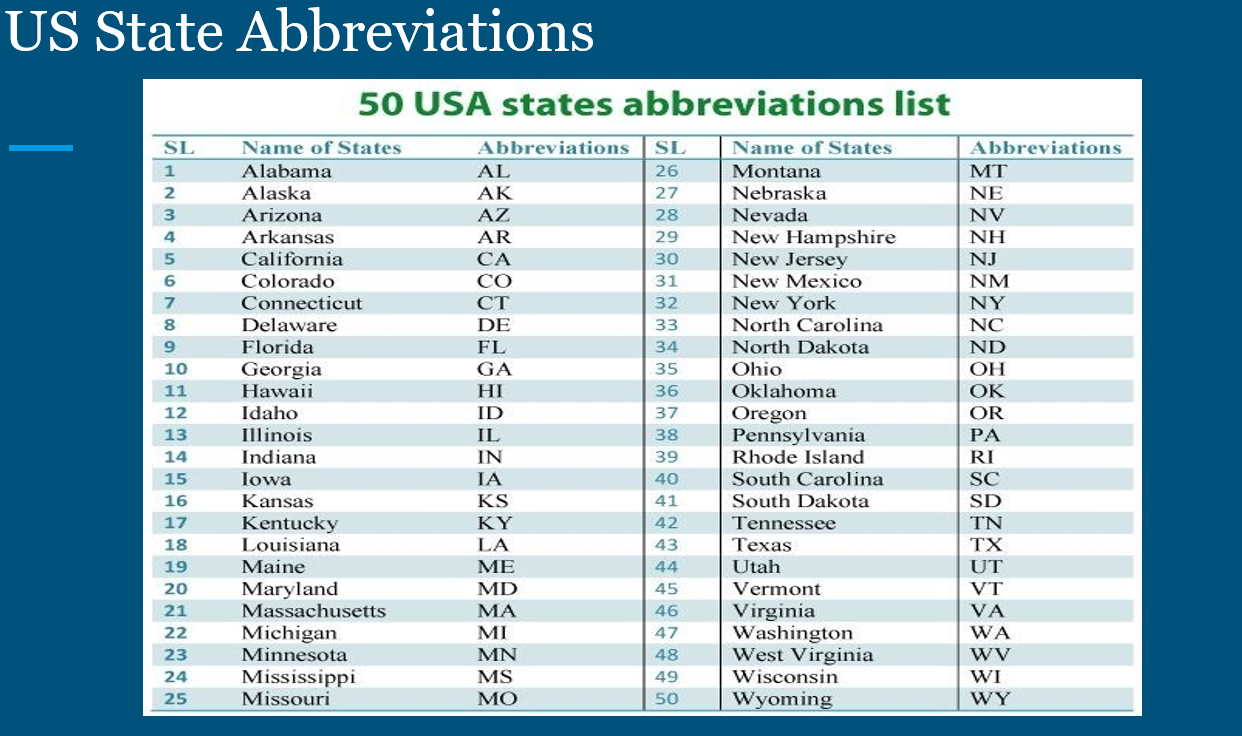 US State Abbreviations
50 USA states abbreviations list
SL Name of States Abbreviations SL Name of States Abbreviations
1 Alabama AL 26 Montana MT
2 Alaska AK 27 Nebraska NE
3 Arizona AZ 28 Nevada NV
4 Arkansas AR 29 New Hampshire NH
5 California CA 30 New Jersey NJ
6 Colorado CO 31 New Mexico NM
7 Connecticut CT 32 New York NY
8 Delaware DE 33 North Carolina NC
9 Florida FL 34 North Dakota ND
10 Georgia GA 35 Ohio OH
11 Hawaii HI 36 Oklahoma OK
12 Idaho ID 37 Oregon OR
13 Illinois IL 38 Pennsylvania PA
14 Indiana IN 39 Rhode Island RI
15 Iowa IA 40 South Carolina SC
16 Kansas KS 41 South Dakota SD
17 Kentucky KY 42 Tennessee TN
18 Louisiana LA 43 Texas TX
19 Maine ME 44 Utah UT
20 Maryland MD 45 Vermont VT
21 Massachusetts MA 46 Virginia VA
22 Michigan MI 47 Washington WA
23 Minnesota MN 48 West Virginia WV
24 Mississippi MS 49 Wisconsin WI
25 Missouri MO 50 Wyoming WY